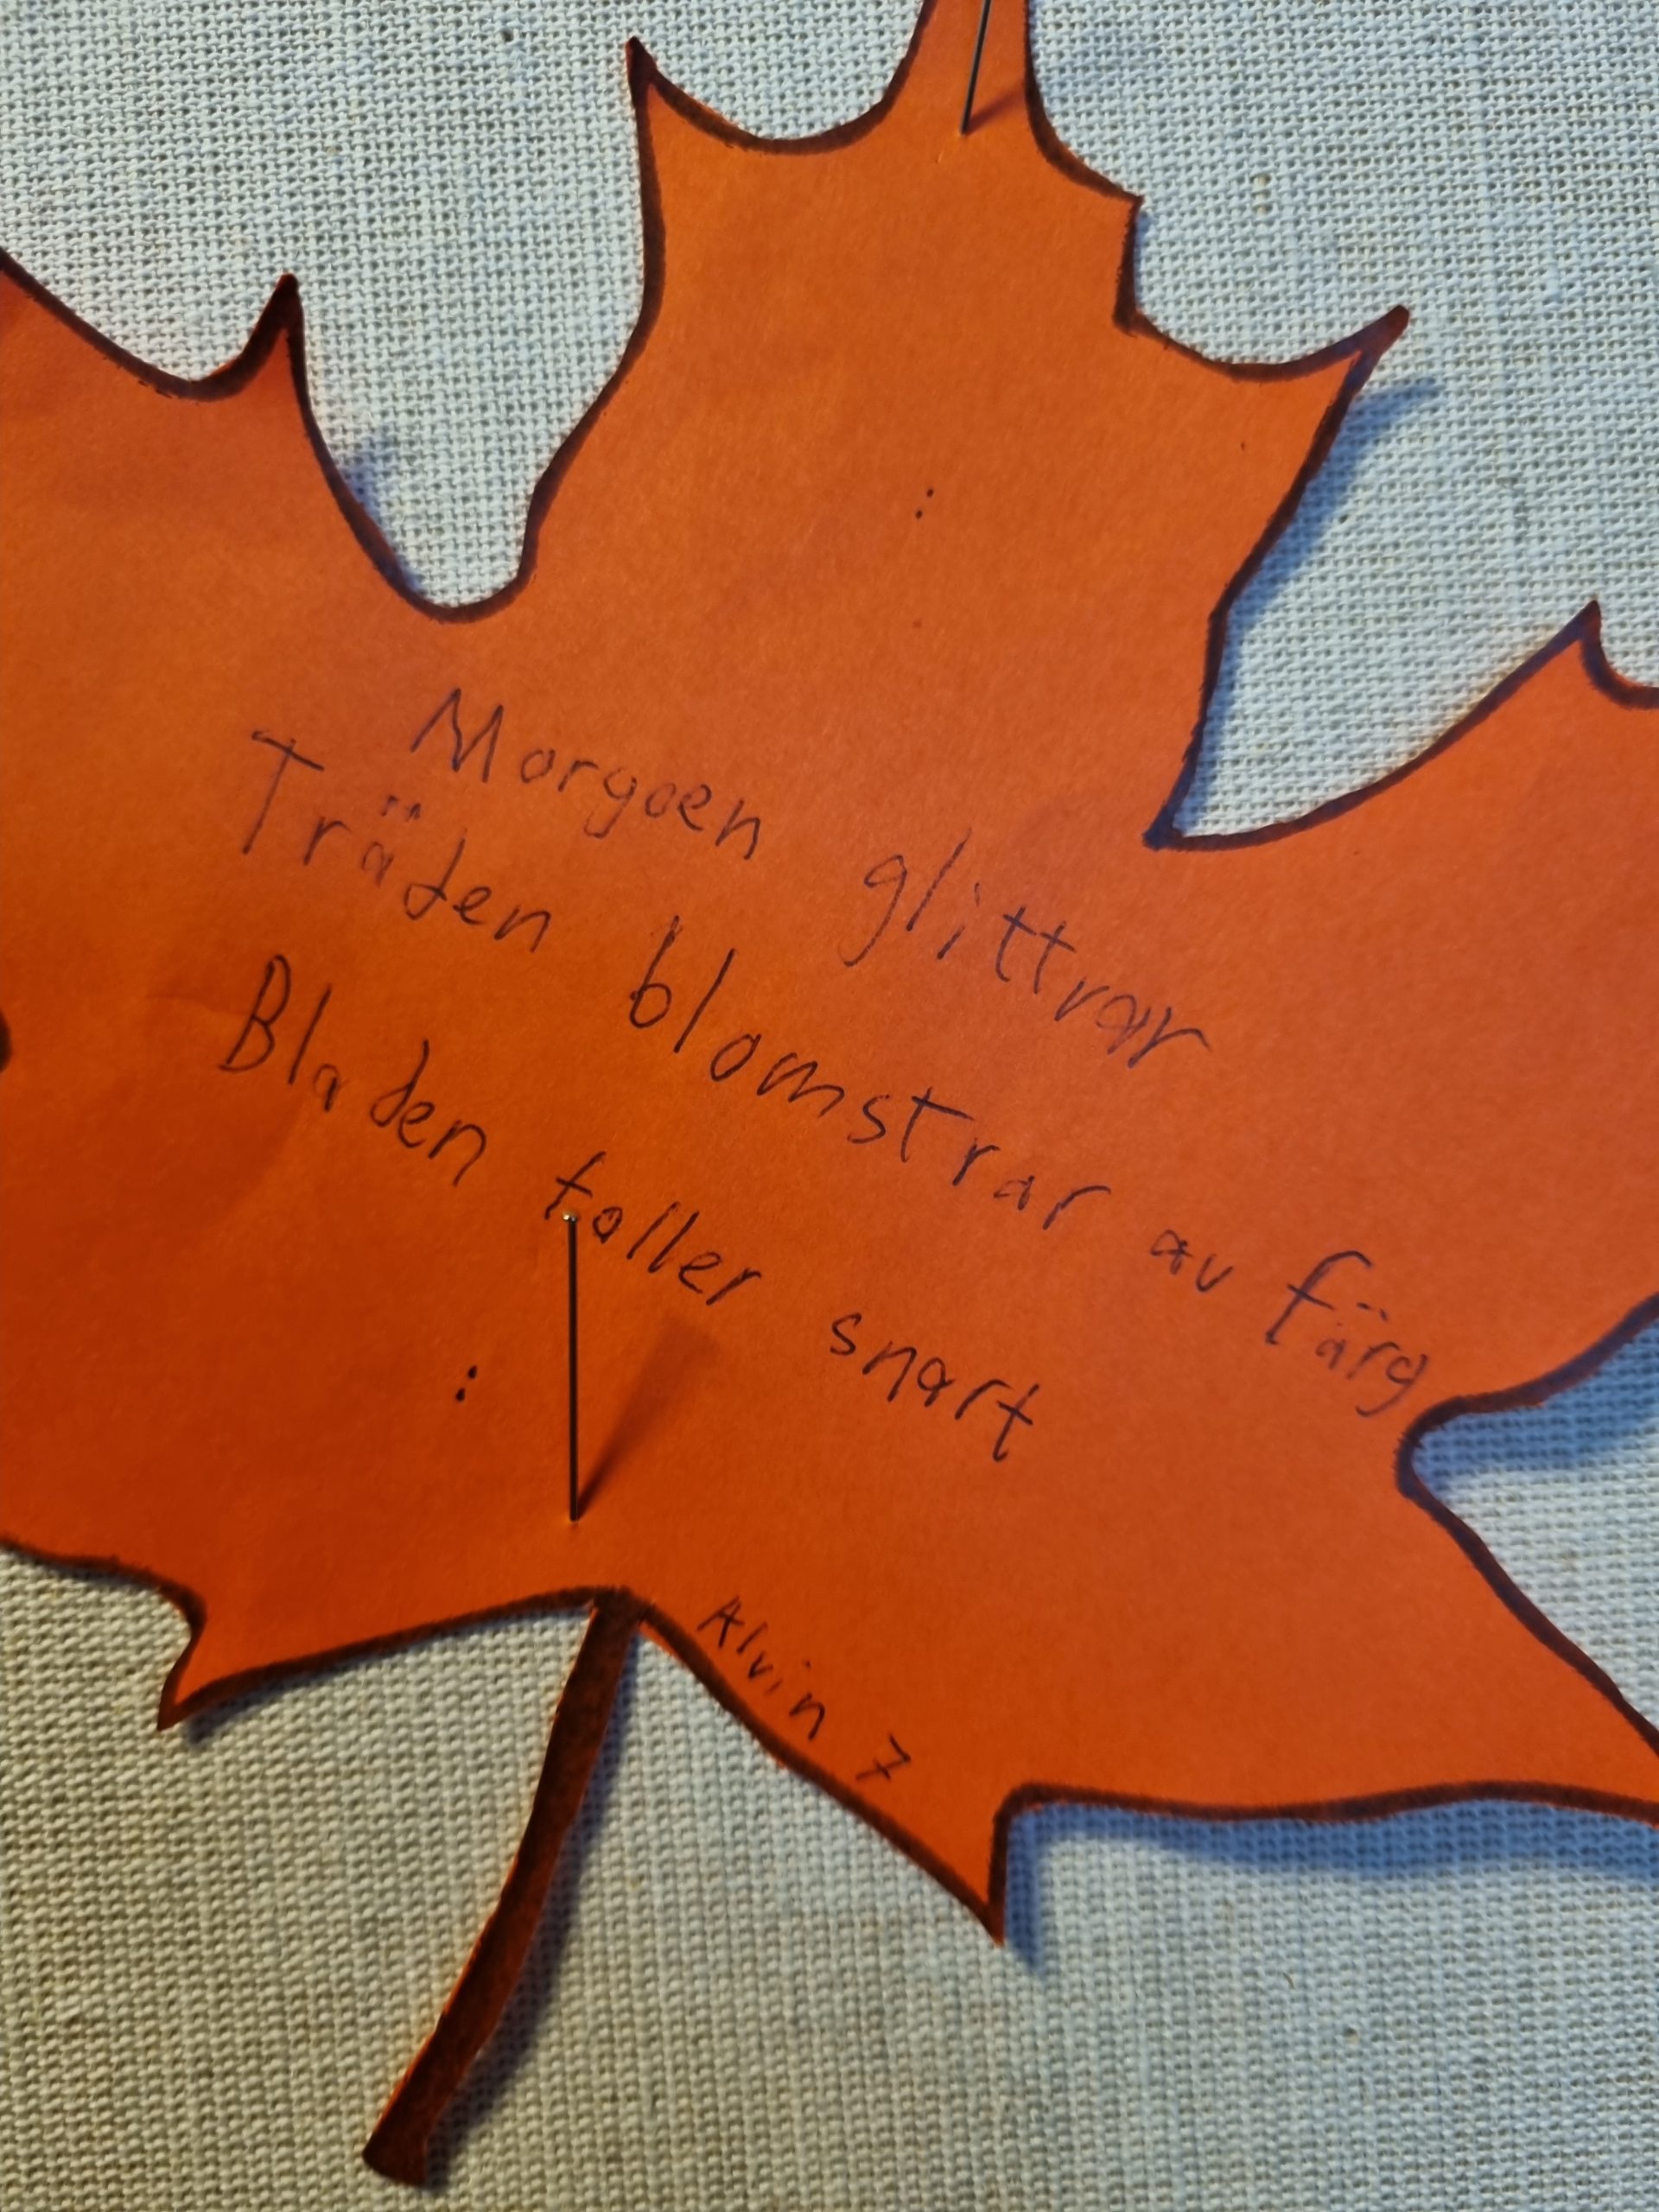 Morgoen glittrar
Träden blomstrar av färg
Bladen faller snart
Alvin 7